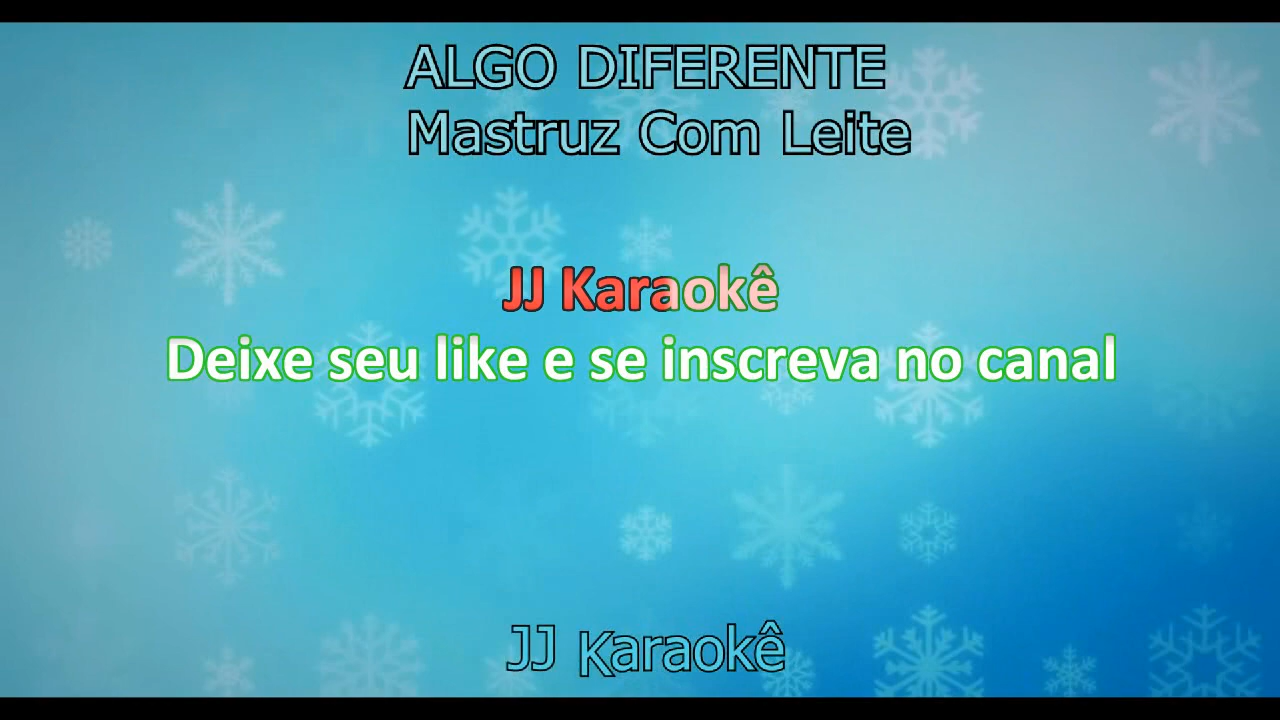 ALGO DIFERENTE
Mastruz Com Leite
JJ Karaokê
Deixe seu like e se inscreva no canal
JJ Karaokê